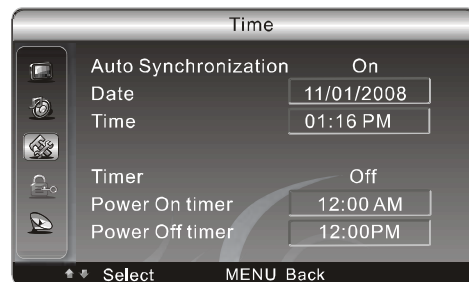 Time
Auto Synchronization On
Date 11/01/2008
Time 01:16 PM
Timer Off
Power On timer 12:00 AM
Power Off timer 12:00PM
Select MENU Back